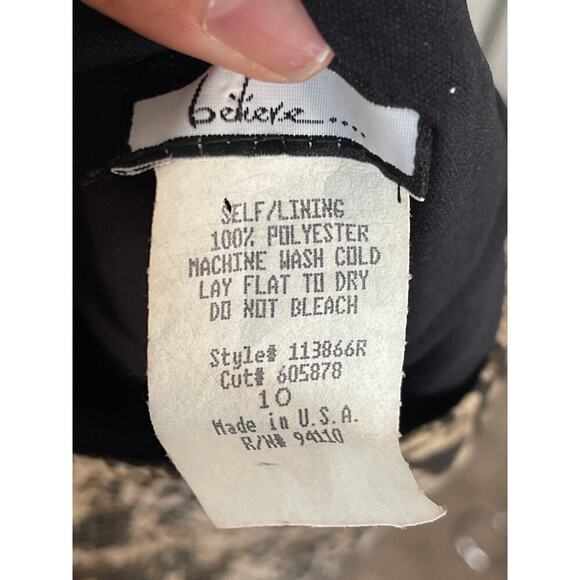 believe....
SELF/LINING
100% POLYESTER
MACHINE WASH COLD
LAY FLAT TO DRY
DO NOT BLEACH
Style# 113866R
Cut# 605878
10
Made in U.S.A.
R/N# 94110